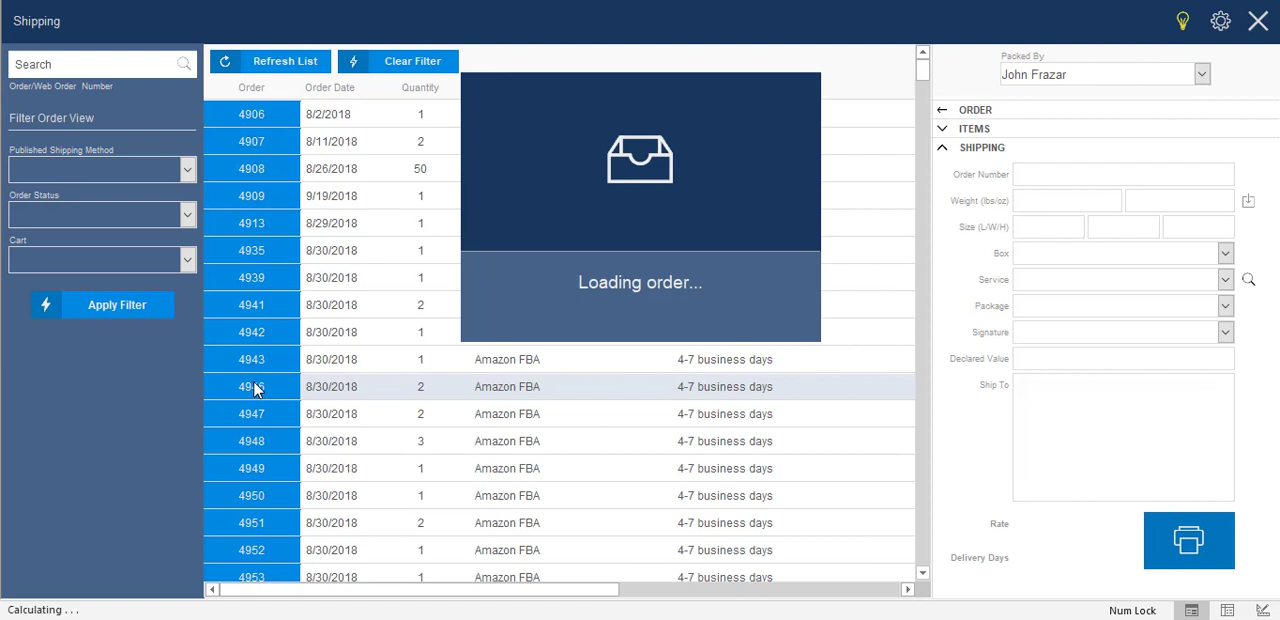 Shipping
Search
Order/Web Order Number
Filter Order View
Published Shipping Method
Order Status
Cart
Apply Filter
Refresh List
Clear Filter
Order Order Date Quantity
4906 8/2/2018 1
4907 8/11/2018 2
4908 8/26/2018 50
4909 9/19/2018 1
4913 8/29/2018 1
4935 8/30/2018 1
4939 8/30/2018 1
4941 8/30/2018 2
4942 8/30/2018 1
4943 8/30/2018 1 Amazon FBA 4-7 business days
8/30/2018 2 Amazon FBA 4-7 business days
4947 8/30/2018 2 Amazon FBA 4-7 business days
4948 8/30/2018 3 Amazon FBA 4-7 business days
4949 8/30/2018 1 Amazon FBA 4-7 business days
4950 8/30/2018 1 Amazon FBA 4-7 business days
4951 8/30/2018 2 Amazon FBA 4-7 business days
4952 8/30/2018 1 Amazon FBA 4-7 business days
4953 8/30/2018 1 Amazon FBA 4-7 business days
Loading order...
Packed By
John Frazar
ORDER
ITEMS
SHIPPING
Order Number
Weight (lbs/oz)
Size (L/W/H)
Box
Service
Package
Signature
Declared Value
Ship To
Rate
Delivery Days
Calculating . . .
Num Lock